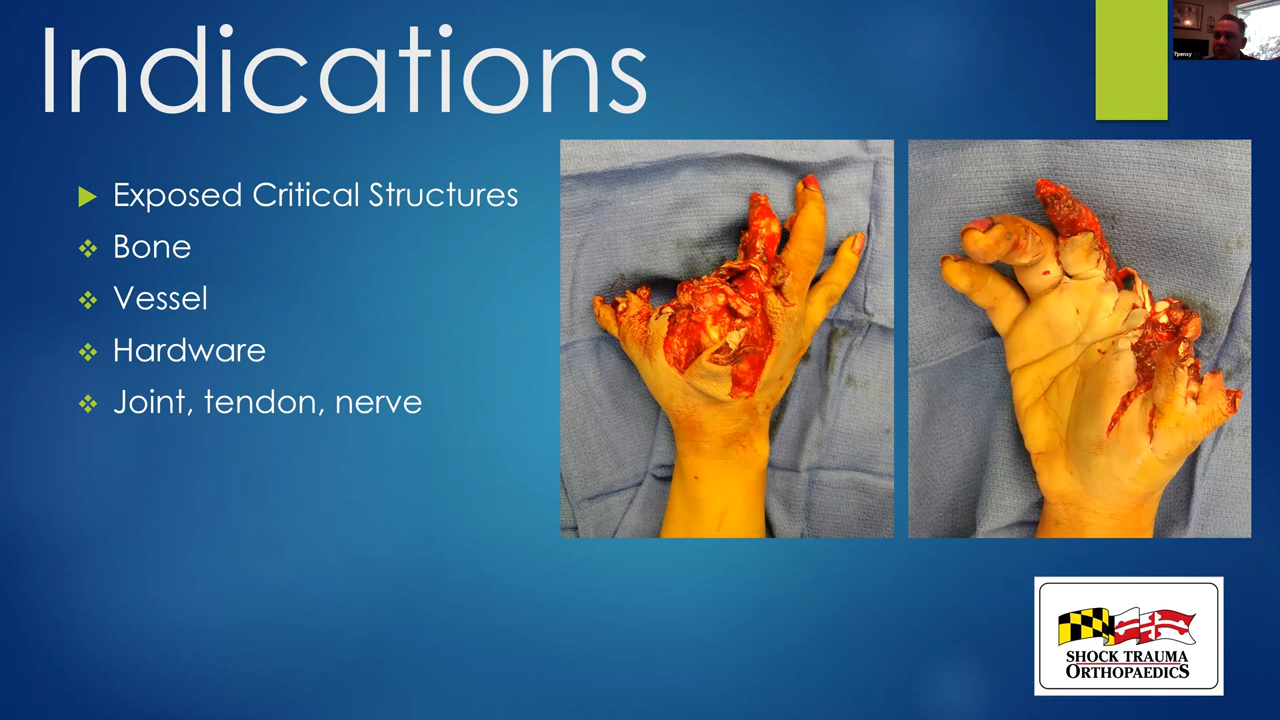 Indications
Exposed Critical Structures
Bone
Vessel
Hardware
Joint, tendon, nerve
SHOCK TRAUMA
ORTHOPAEDICS